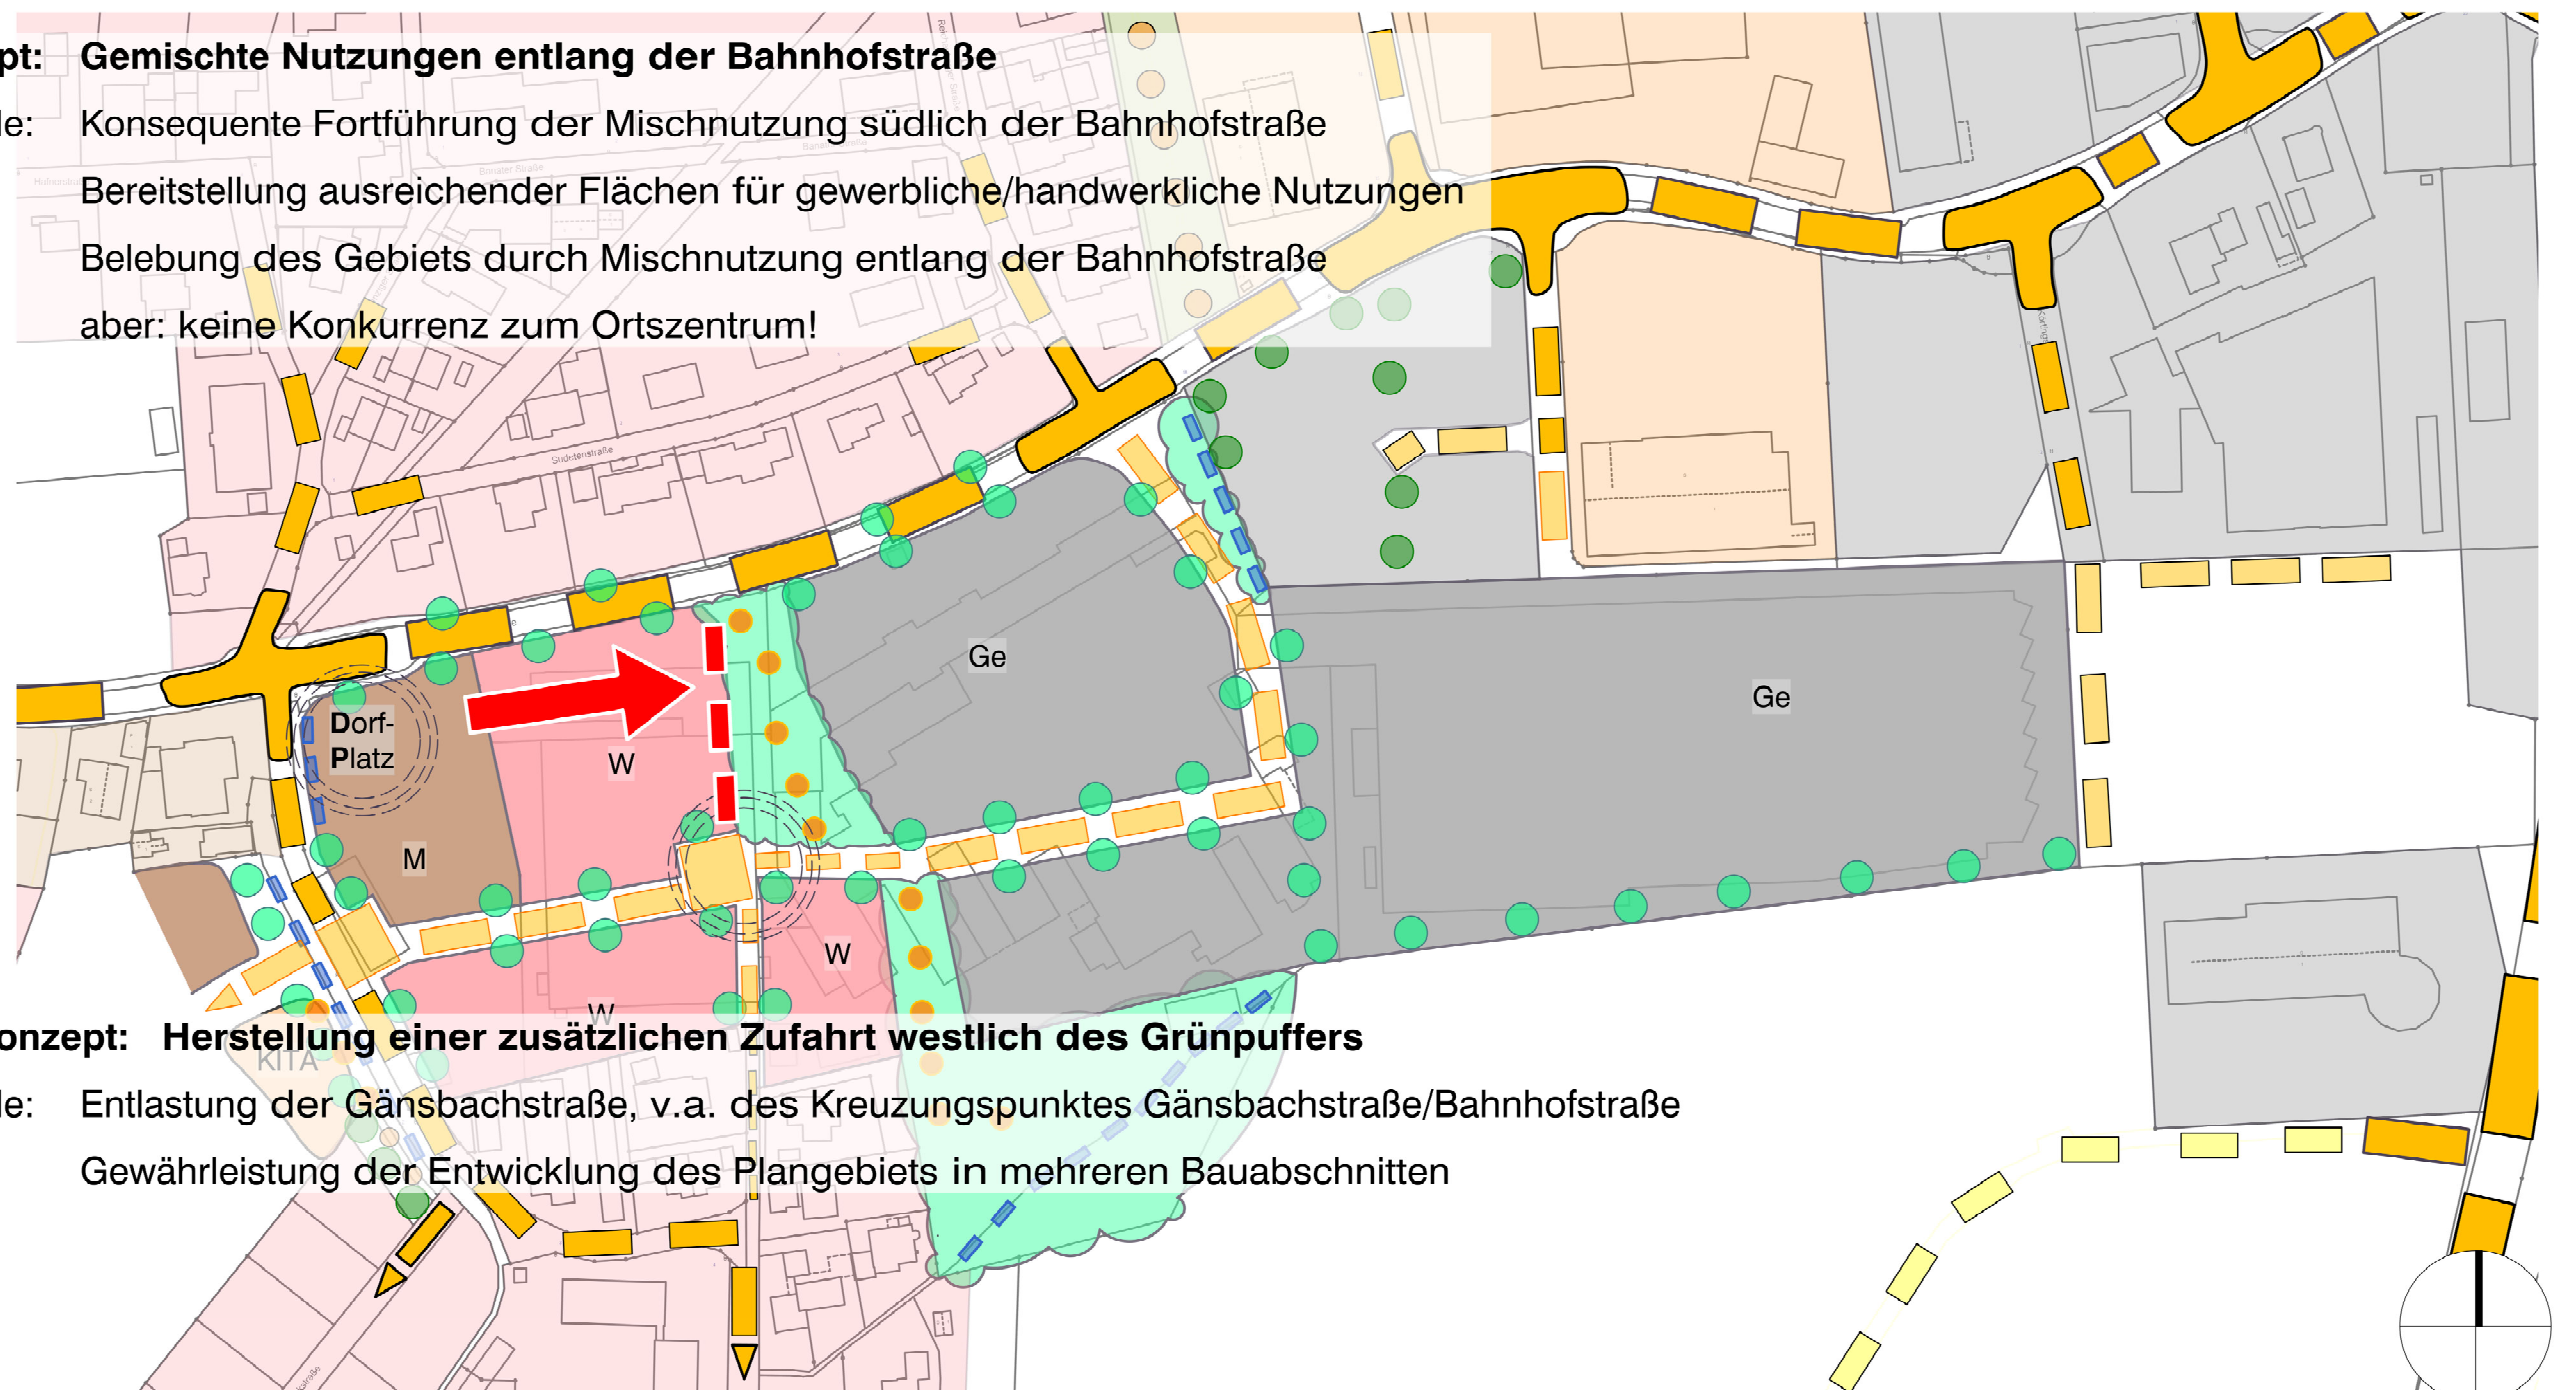 pt: Gemischte Nutzungen entlang der Bahnhofstraße
le: Konsequente Fortführung der Mischnutzung südlich der Bahnhofstraße
Bereitstellung ausreichender Flächen für gewerbliche/handwerkliche Nutzungen
Belebung des Gebiets durch Mischnutzung entlang der Bahnhofstraße
aber: keine Konkurrenz zum Ortszentrum!
Banater Straße
Sudetenstraße
Ge
Ge
Dorf-
Platz
W
M
W
W
KITA
onzept: Herstellung einer zusätzlichen Zufahrt westlich des Grünpuffers
le: Entlastung der Gänsbachstraße, v.a. des Kreuzungspunktes Gänsbachstraße/Bahnhofstraße
Gewährleistung der Entwicklung des Plangebiets in mehreren Bauabschnitten